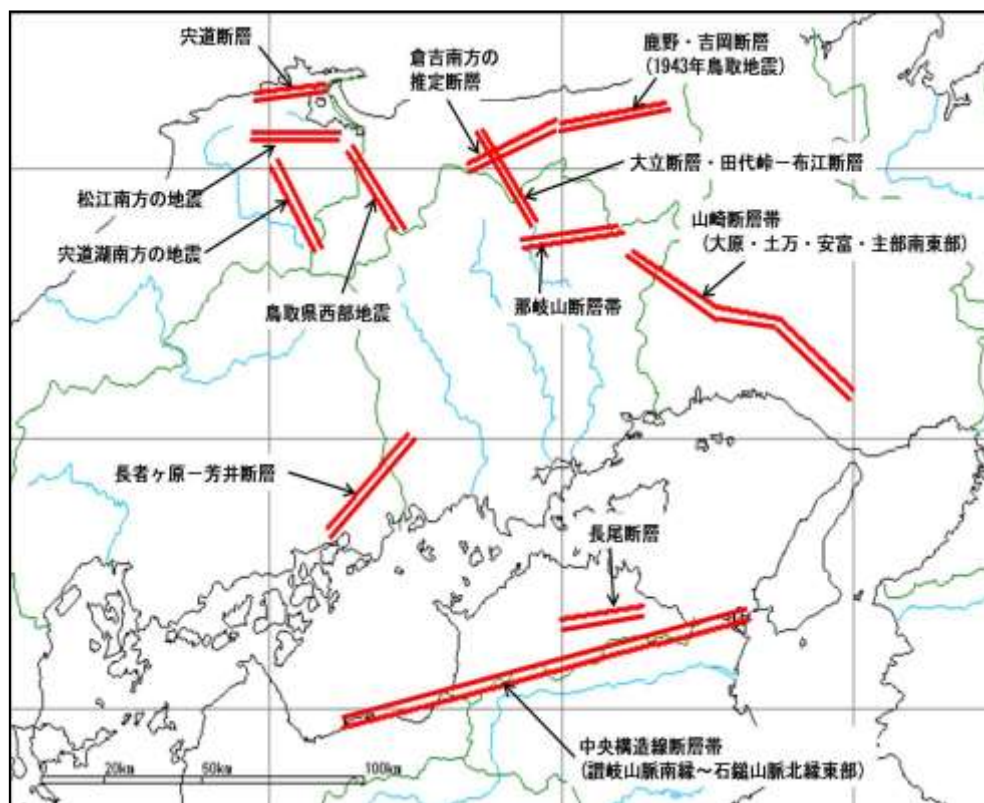 宍道断層
倉吉南方の
推定断層
鹿野・吉岡断層
(1943年鳥取地震)
大立断層・田代峠－布江断層
松江南方の地震
山崎断層帯
(大原・土万・安富・主部南東部)
宍道湖南方の地震
鳥取県西部地震
那岐山断層帯
長者ヶ原－芳井断層
長尾断層
中央構造線断層帯
(讃岐山脈南縁～石鎚山脈北縁東部)
20km
50km
100km